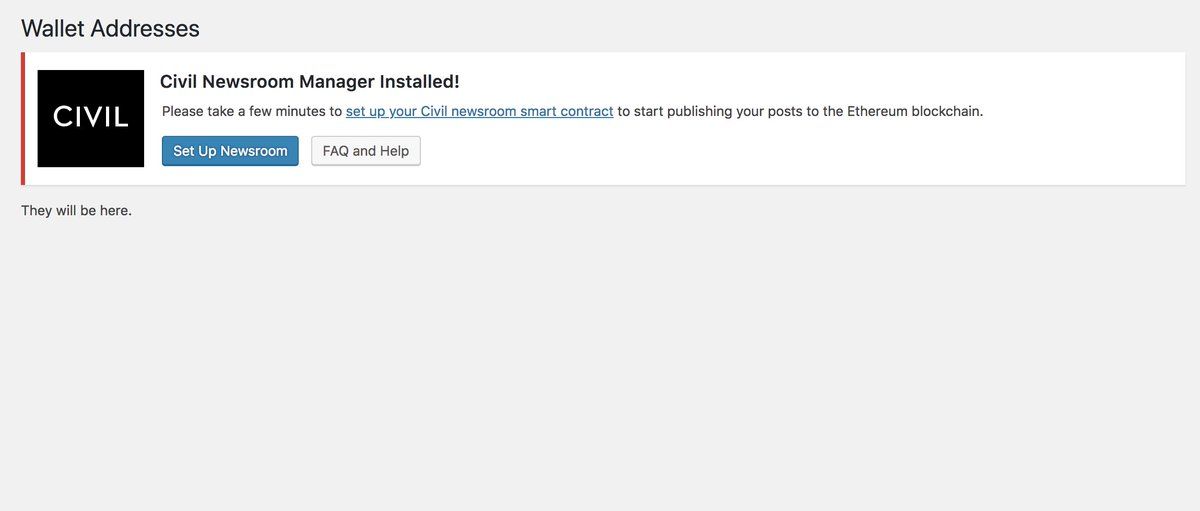 Wallet Addresses
CIVIL
Civil Newsroom Manager Installed!
Please take a few minutes to set up your Civil newsroom smart contract to start publishing your posts to the Ethereum blockchain.
Set Up Newsroom
FAQ and Help
They will be here.